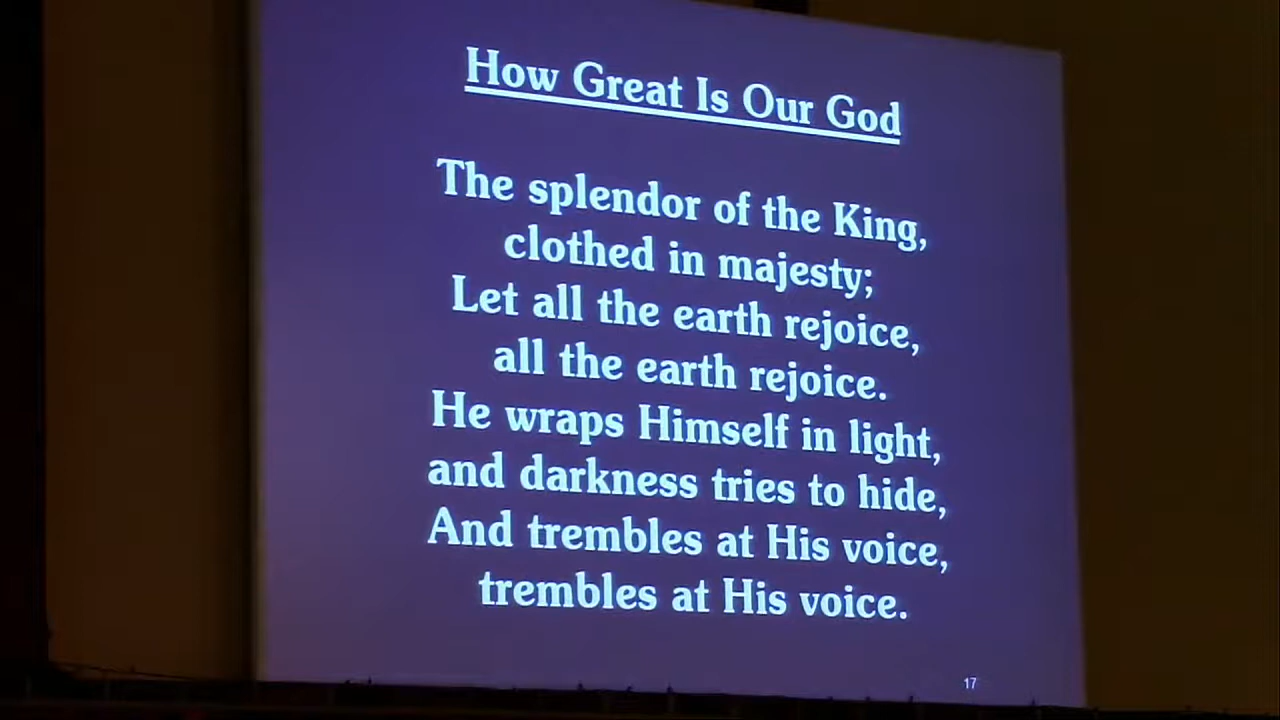 How Great Is Our God
The splendor of the King,
clothed in majesty;
Let all the earth rejoice,
all the earth rejoice.
He wraps Himself in light,
and darkness tries to hide,
And trembles at His voice,
trembles at His voice.
17